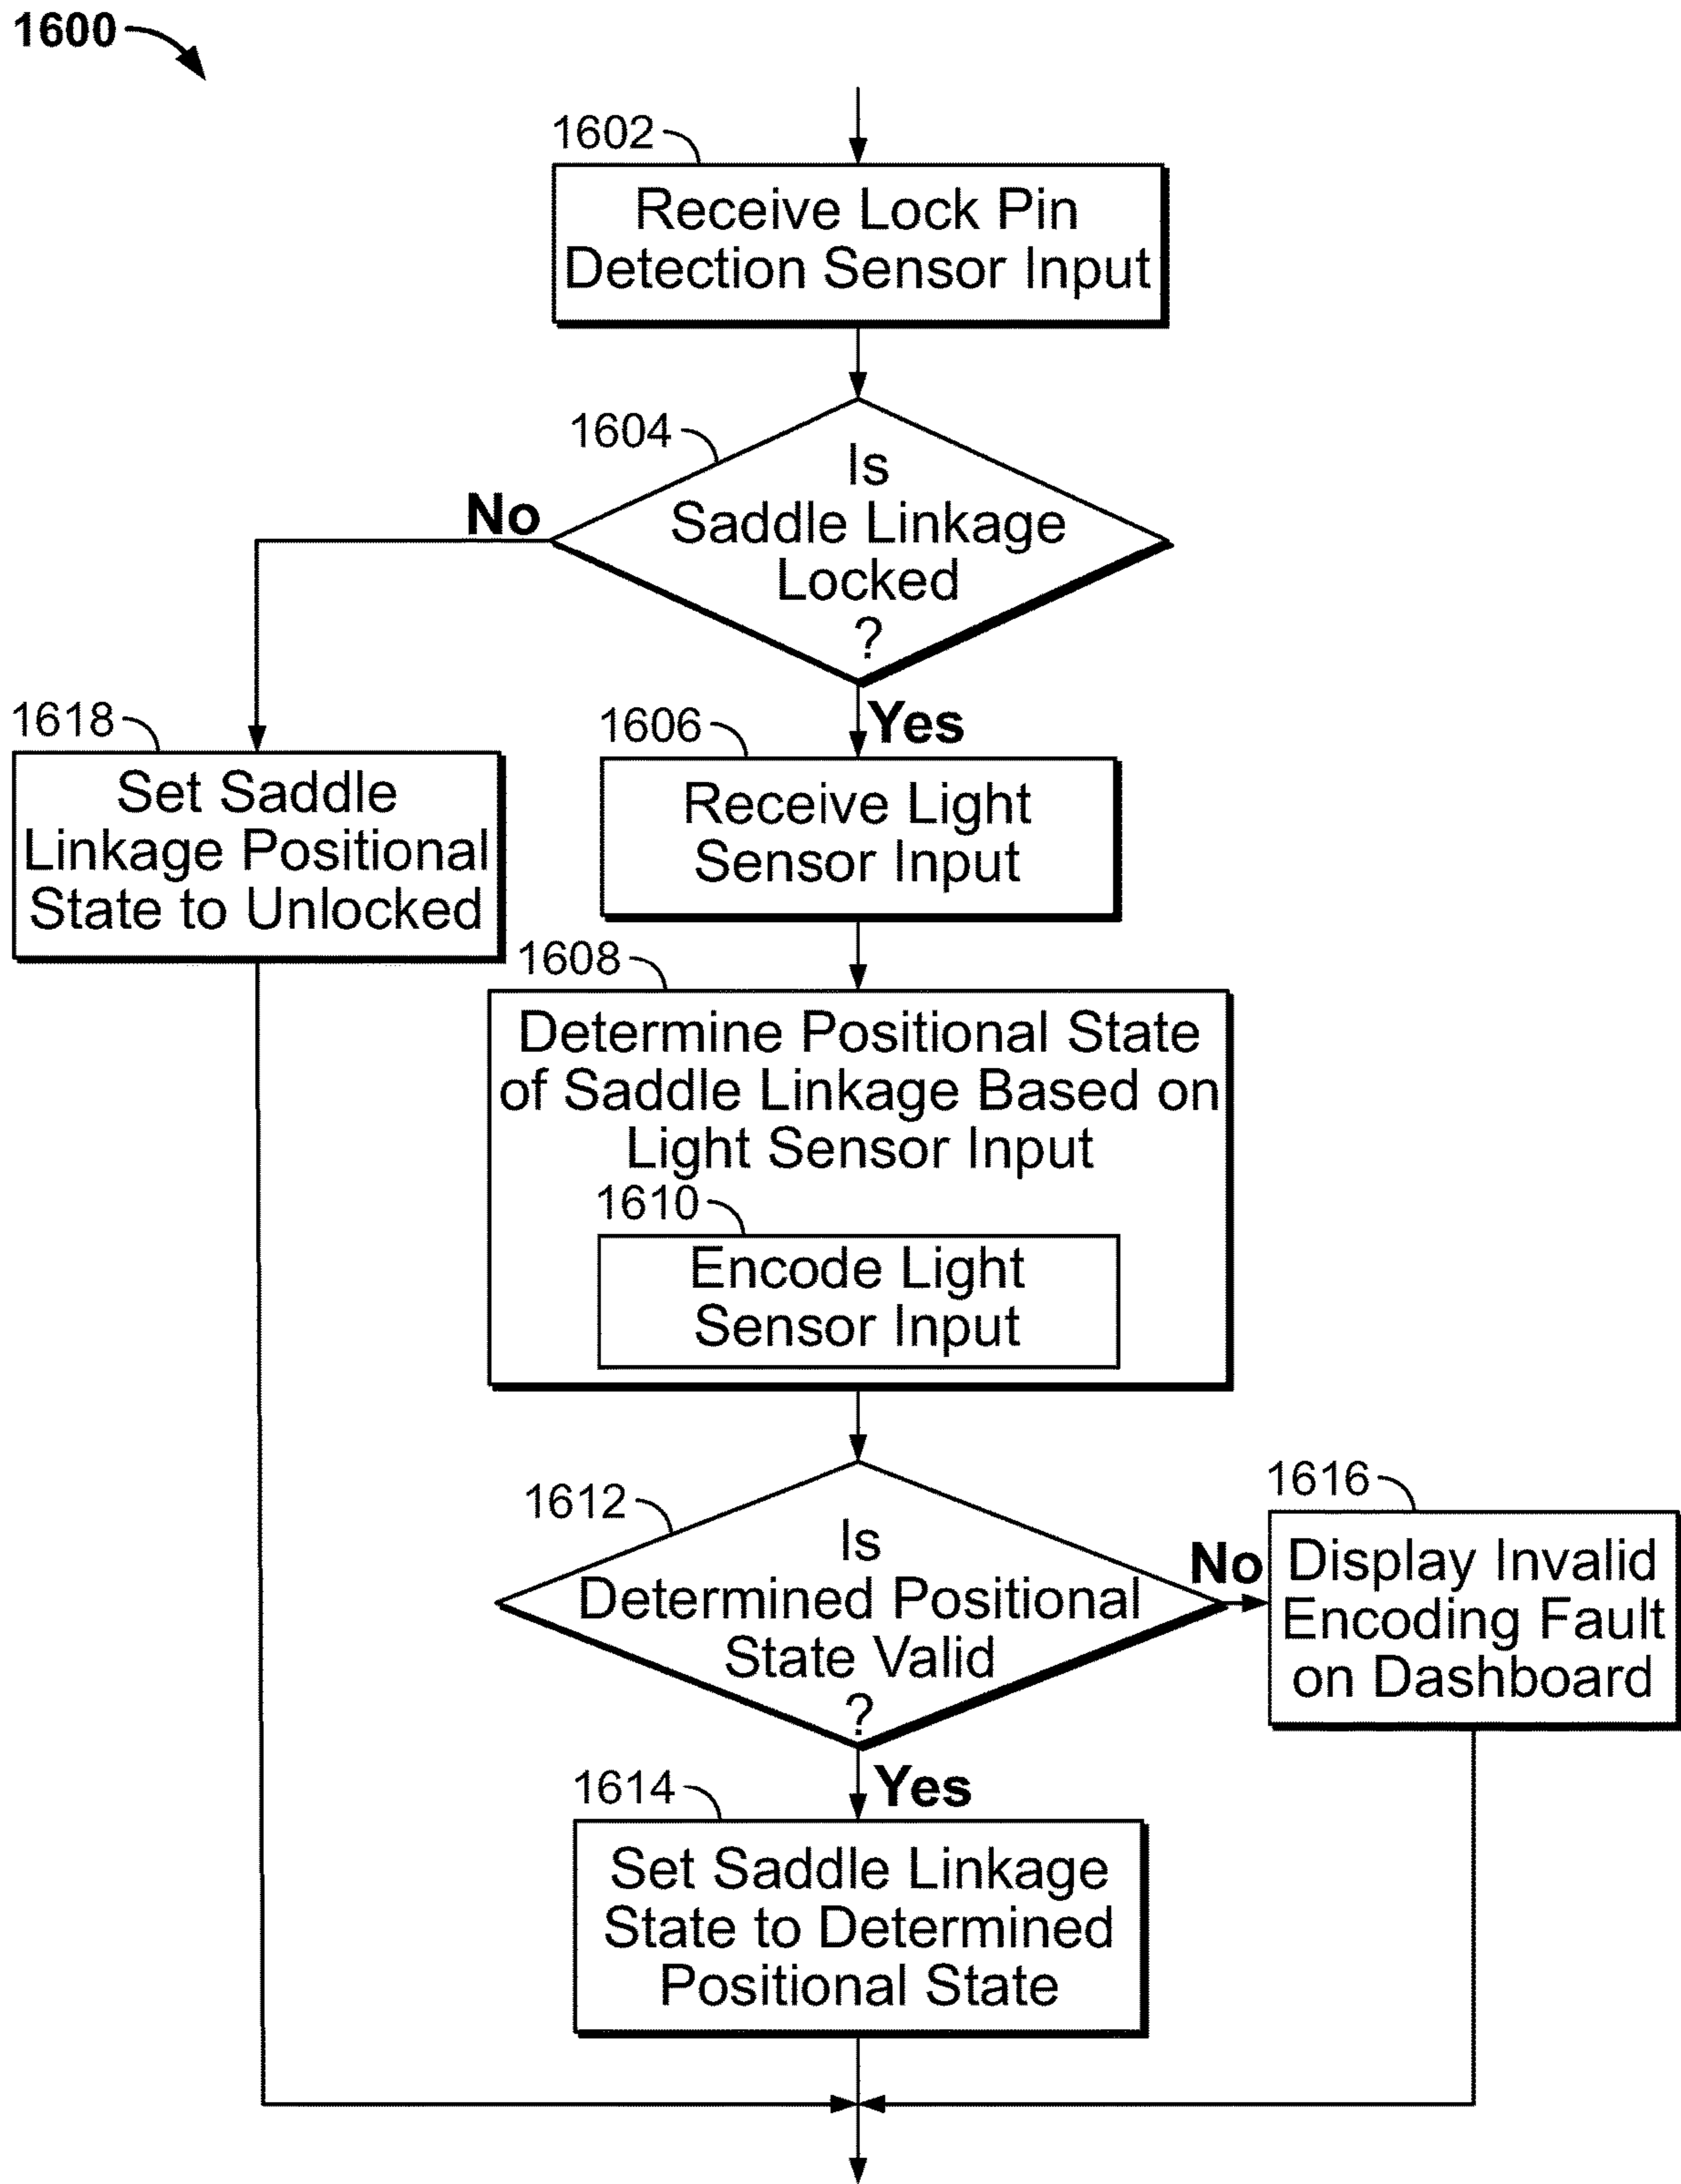 1600
1602
Receive Lock Pin
Detection Sensor Input
1604
Is
Saddle Linkage
Locked
?
No
Yes
1618
Set Saddle
Linkage Positional
State to Unlocked
1606
Receive Light
Sensor Input
1608
Determine Positional State
of Saddle Linkage Based on
Light Sensor Input
1610
Encode Light
Sensor Input
1612
Is
Determined Positional
State Valid
?
No
1616
Display Invalid
Encoding Fault
on Dashboard
Yes
1614
Set Saddle Linkage
State to Determined
Positional State